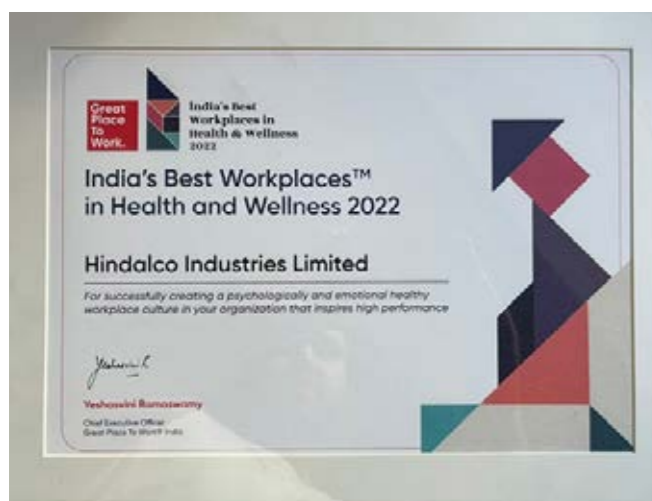 Great
Place
To
Work.
India's Best
Workplaces in
Health & Wellness
2022
India's Best Workplaces™
in Health and Wellness 2022
Hindalco Industries Limited
For successfully creating a psychologically and emotional healthy
workplace culture in your organization that inspires high performance
Yeshasvini Ramaswamy
Chief Executive Officer
Great Place To Work® India